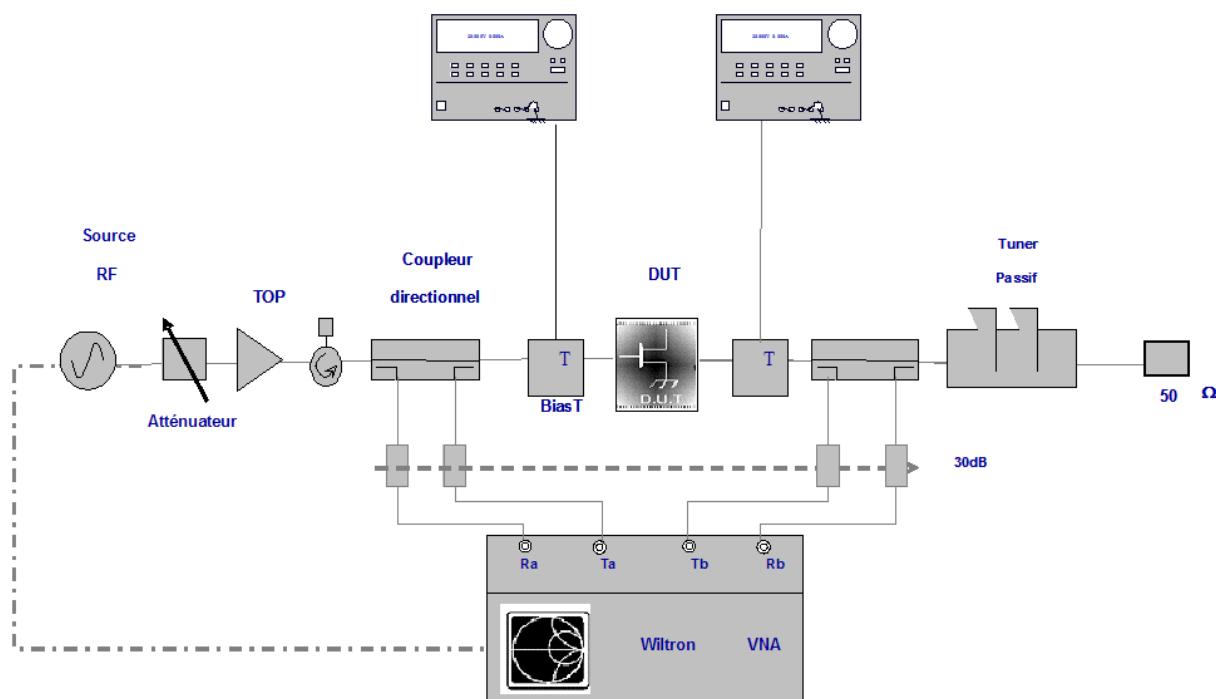 Source
RF
TOP
Coupleur
directionnel
DUT
Tuner
Passif
T
T
D.U.T
BiasT
Atténuateur
50 Ω
30dB
Ra Ta Tb Rb
Wiltron VNA